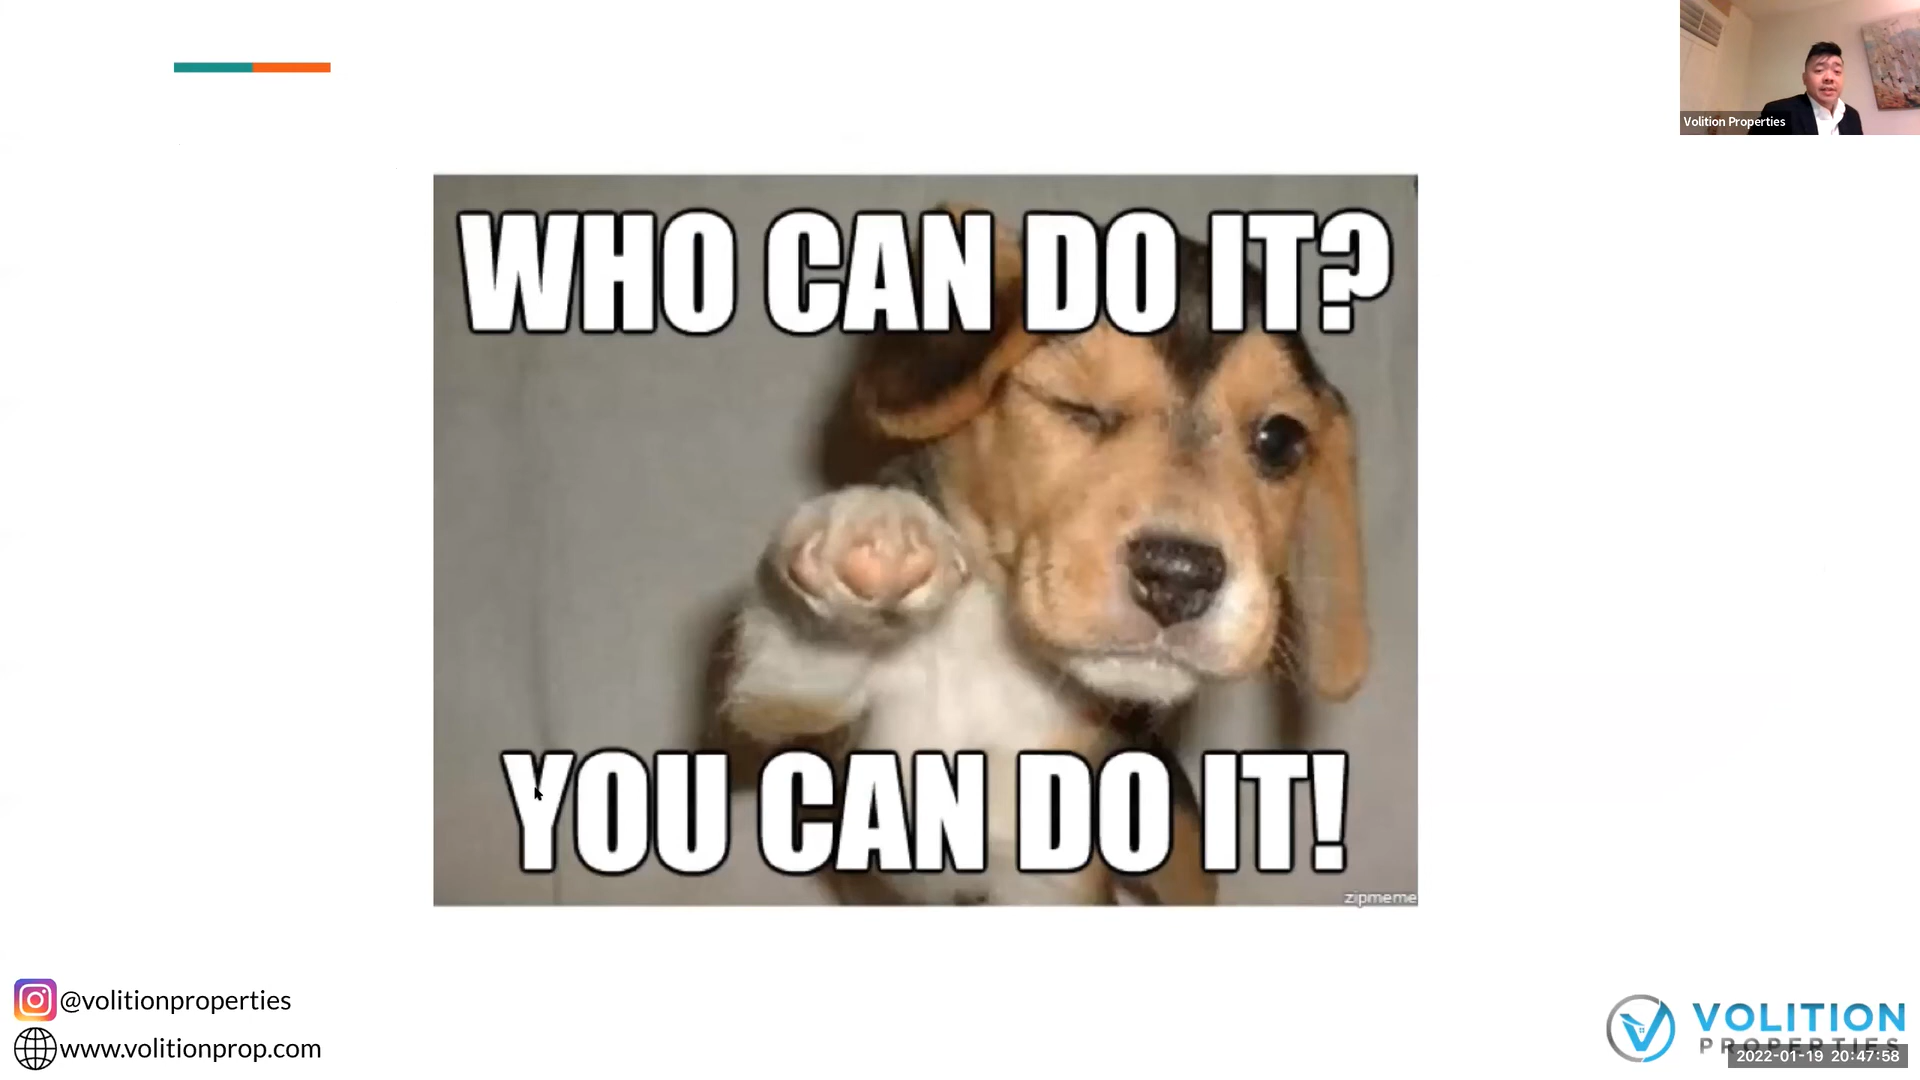 Volition Properties
WHO CAN DO IT?
YOU CAN DO IT!
zipmeme
@volitionproperties
www.volitionprop.com
VOLITION
PROPERTIES
2022-01-19 20:47:58